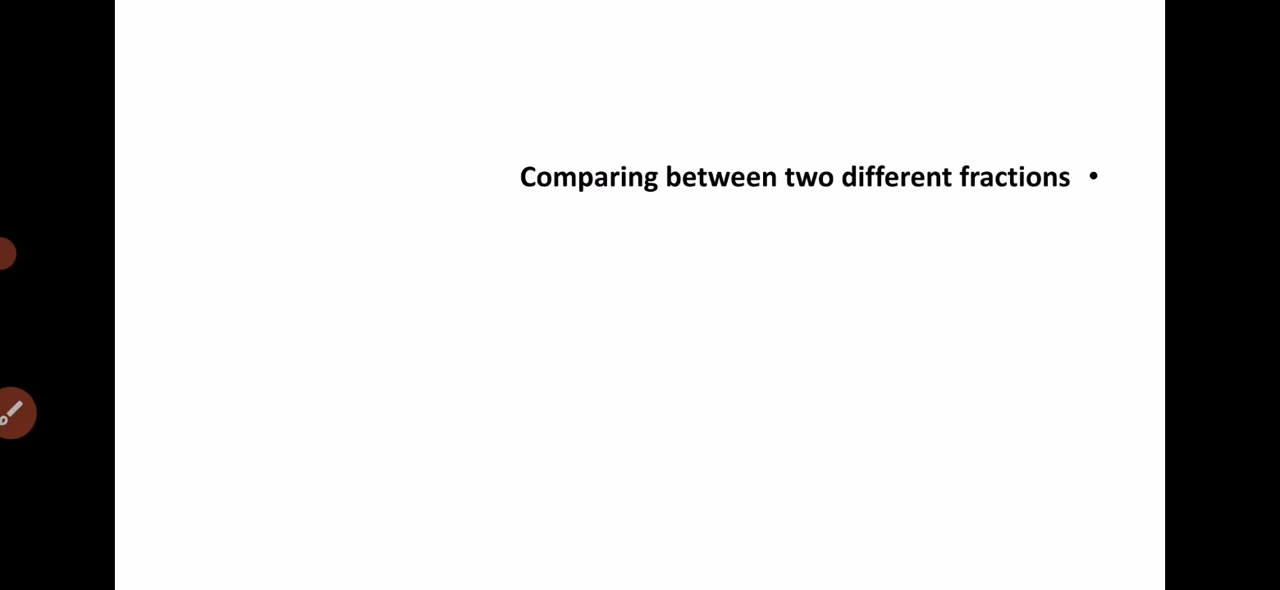 Comparing between two different fractions •